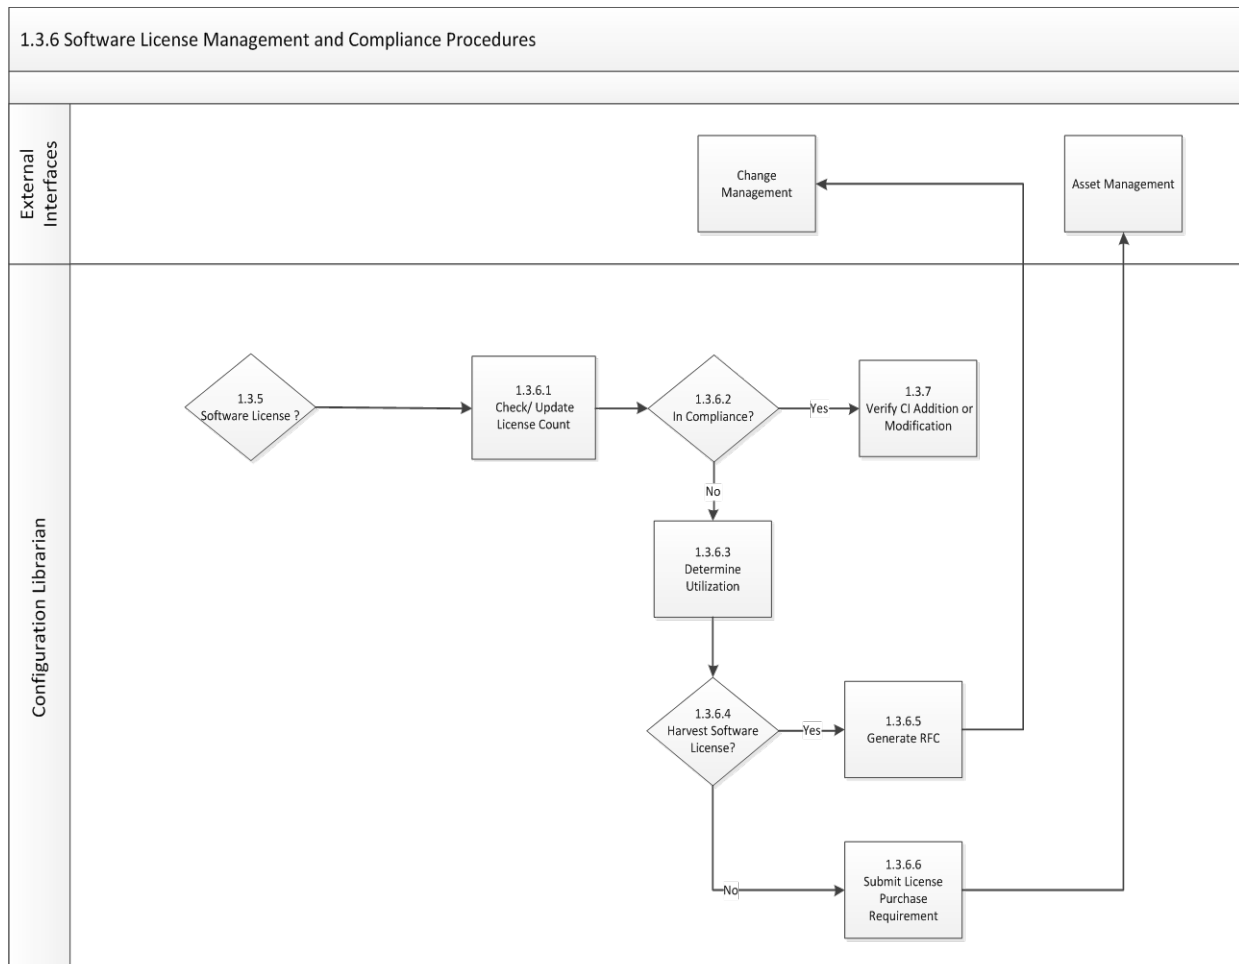 1.3.6 Software License Management and Compliance Procedures
External
Interfaces
Change
Management
Asset Management
Configuration Librarian
1.3.5
Software License ?
1.3.6.1
Check/ Update
License Count
1.3.6.2
In Compliance?
Yes
1.3.7
Verify CI Addition or
Modification
No
1.3.6.3
Determine
Utilization
1.3.6.4
Harvest Software
License?
Yes
1.3.6.5
Generate RFC
No
1.3.6.6
Submit License
Purchase
Requirement